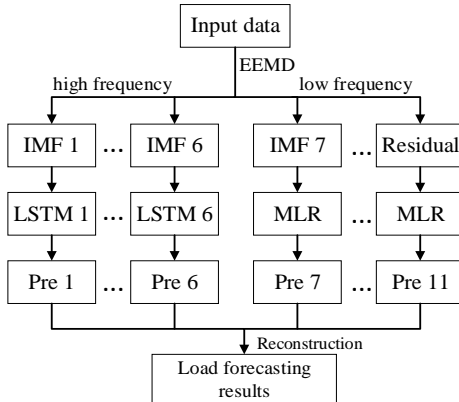 Input data
EEMD
high frequency low frequency
IMF 1 ... IMF 6 IMF 7 ... Residual
LSTM 1 ... LSTM 6 MLR ... MLR
Pre 1 ... Pre 6 Pre 7 ... Pre 11
Reconstruction
Load forecasting
results